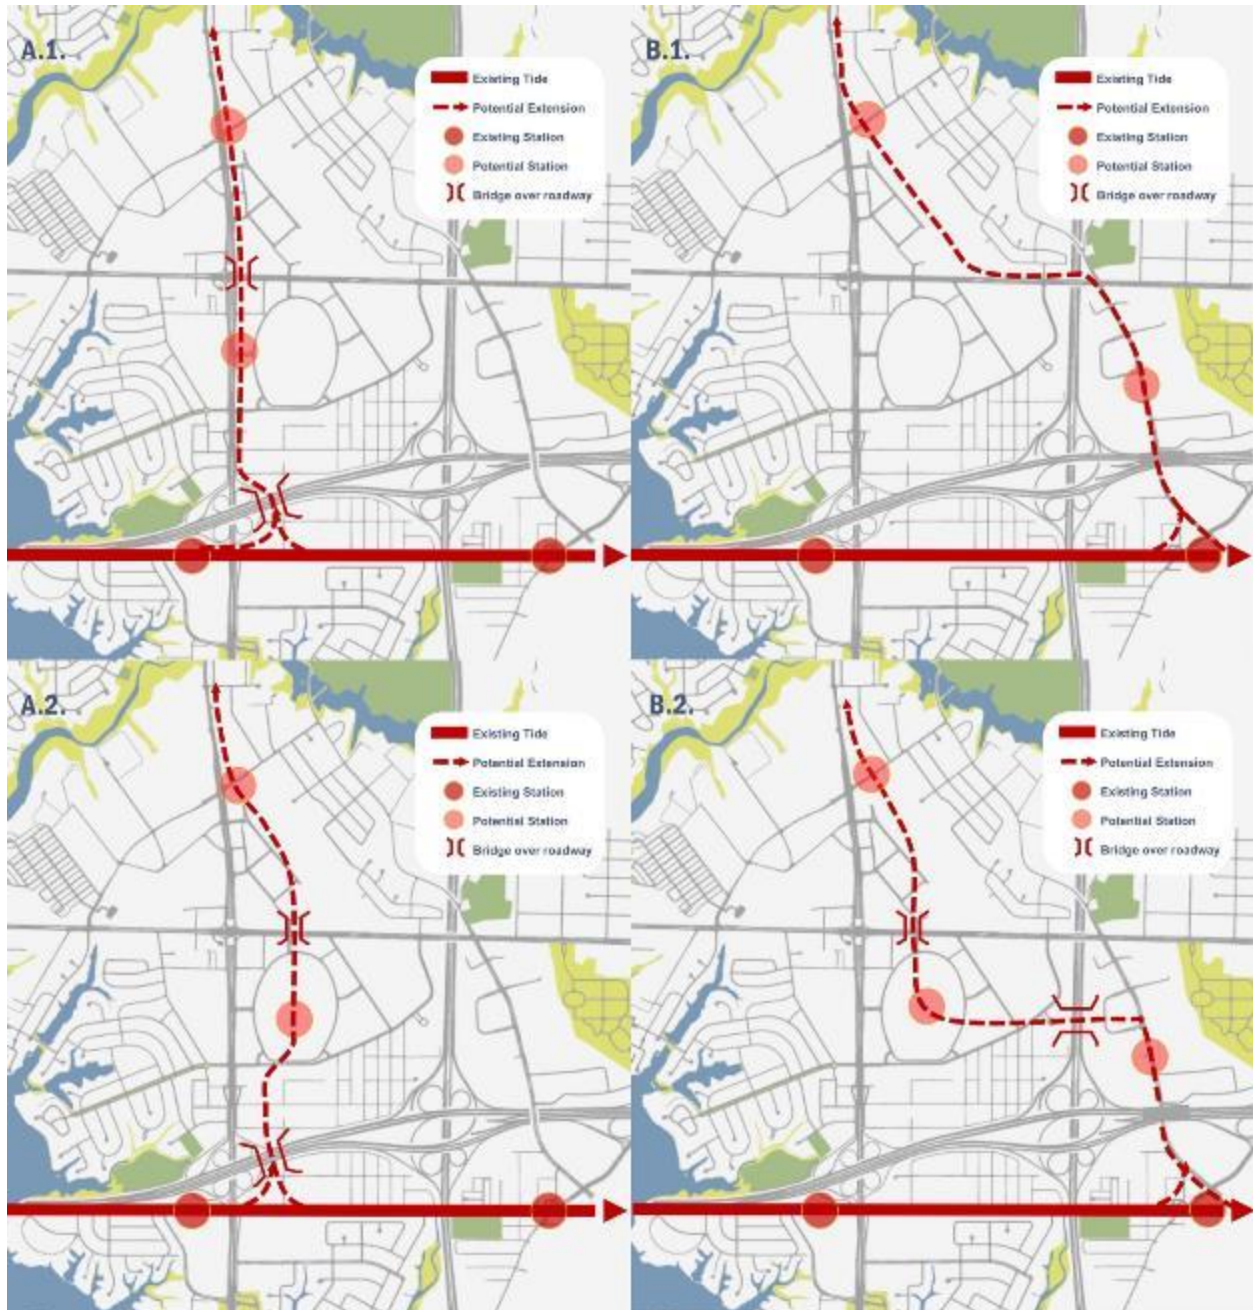 A.1.
Existing Tide
Potential Extension
Existing Station
Potential Station
Bridge over roadway
B.1.
Existing Tide
Potential Extension
Existing Station
Potential Station
Bridge over roadway
A.2.
Existing Tide
Potential Extension
Existing Station
Potential Station
Bridge over roadway
B.2.
Existing Tide
Potential Extension
Existing Station
Potential Station
Bridge over roadway